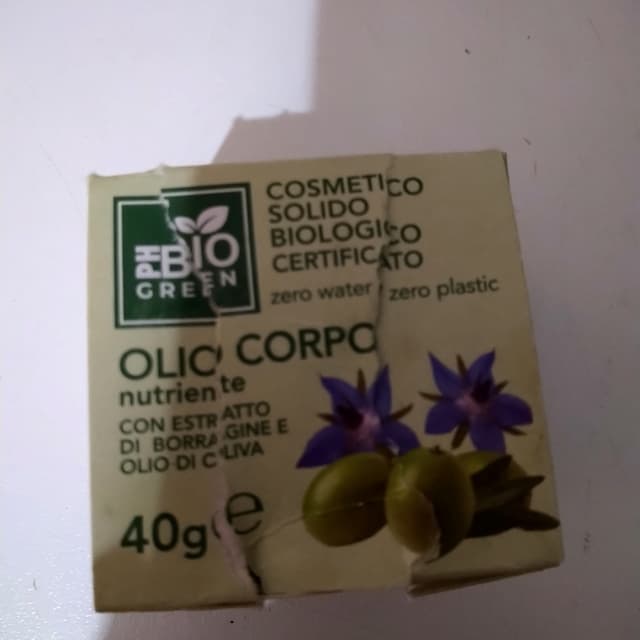 PH BIO
GREEN
COSMETICO
SOLIDO
BIOLOGICO
CERTIFICATO
zero water zero plastic
OLIO CORPO
nutriente
CON ESTRATTO
DI BORRAGINE E
OLIO DI OLIVA
40g e